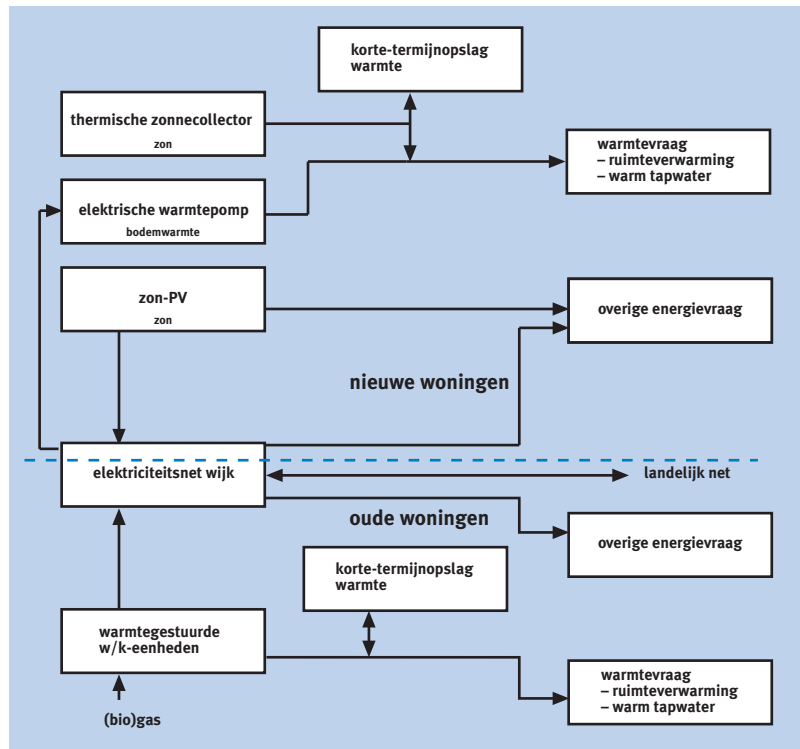 korte-termijnopslag
warmte
thermische zonnecollector
zon
warmtevraag
– ruimteverwarming
– warm tapwater
elektrische warmtepomp
bodemwarmte
zon-PV
zon
overige energievraag
nieuwe woningen
elektriciteitsnet wijk
landelijk net
oude woningen
overige energievraag
korte-termijnopslag
warmte
warmtegestuurde
w/k-eenheden
warmtevraag
– ruimteverwarming
– warm tapwater
(bio)gas